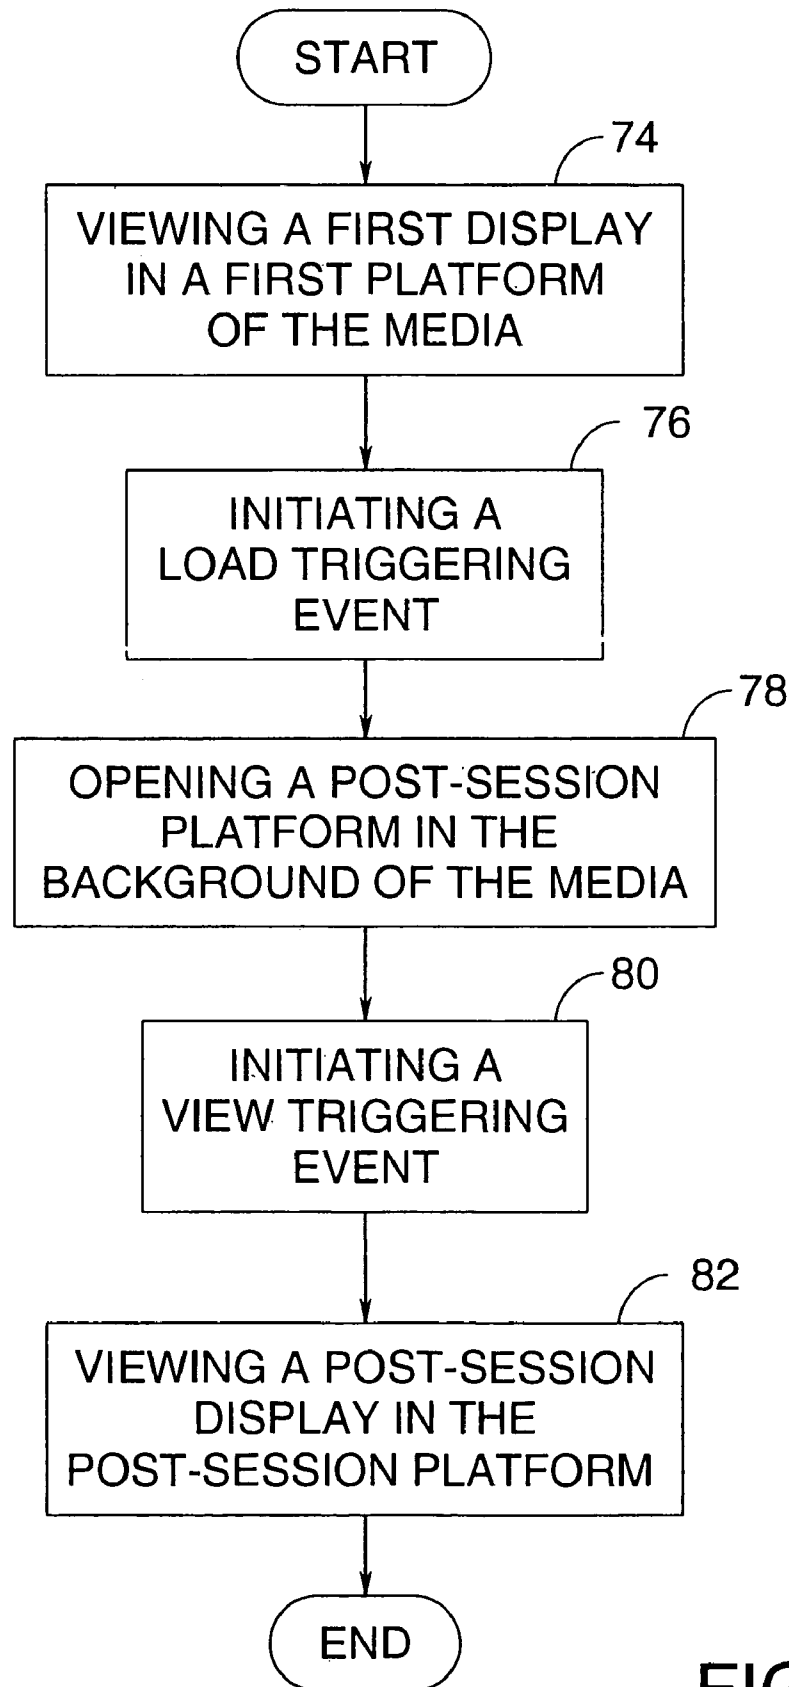 START
74
VIEWING A FIRST DISPLAY
IN A FIRST PLATFORM
OF THE MEDIA
76
INITIATING A
LOAD TRIGGERING
EVENT
78
OPENING A POST-SESSION
PLATFORM IN THE
BACKGROUND OF THE MEDIA
80
INITIATING A
VIEW TRIGGERING
EVENT
82
VIEWING A POST-SESSION
DISPLAY IN THE
POST-SESSION PLATFORM
END